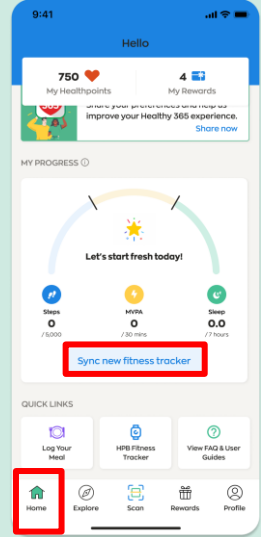 9:41
Hello
750
My Healthpoints
4
My Rewards
365
Share your preferences and help us
improve your Healthy 365 experience.
Share now
MY PROGRESS
Let's start fresh today!
Steps
0
/ 5,000
MVPA
0
/ 30 mins
Sleep
0.0
/ 7 hours
Sync new fitness tracker
QUICK LINKS
Log Your
Meal
HPB Fitness
Tracker
View FAQ & User
Guides
Home
Explore
Scan
Rewards
Profile